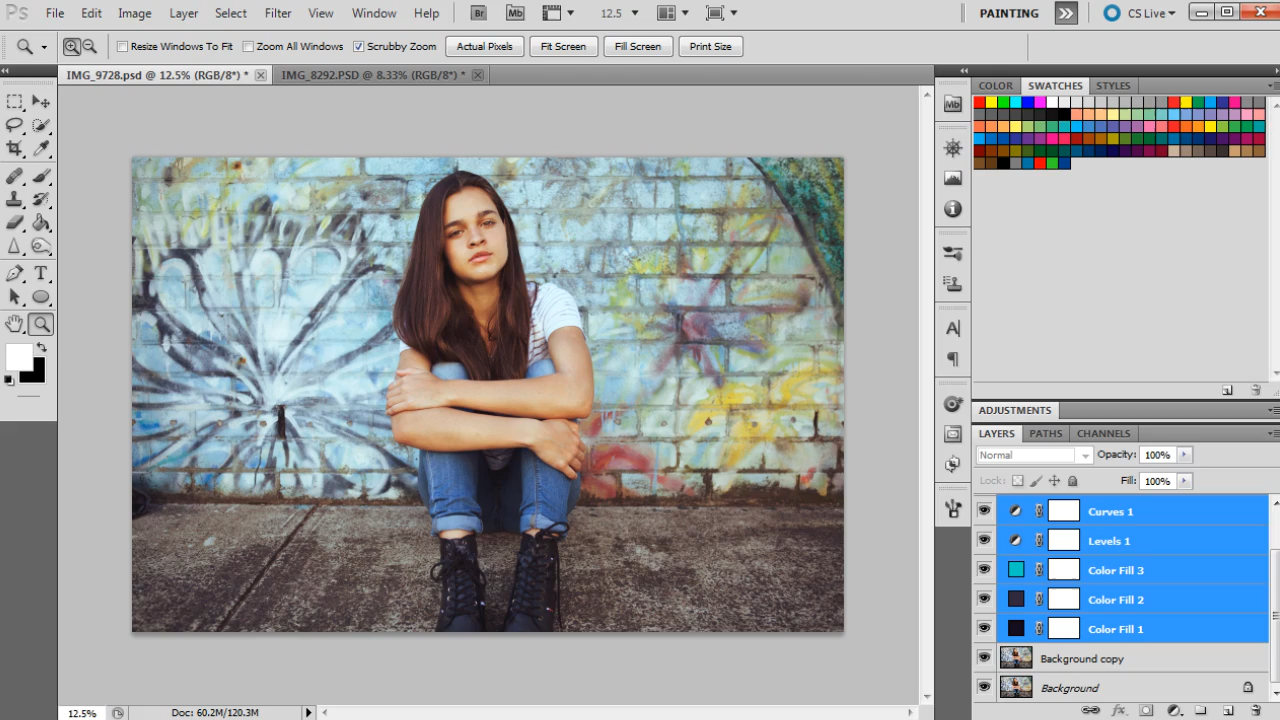 Ps File Edit Image Layer Select Filter View Window Help Br Mb 12.5 PAINTING CS Live
Resize Windows To Fit Zoom All Windows Scrubby Zoom Actual Pixels Fit Screen Fill Screen Print Size
IMG_9728.psd @ 12.5% (RGB/8*) * IMG_8292.PSD @ 8.33% (RGB/8*) *
COLOR SWATCHES STYLES
Mb
T
A
ADJUSTMENTS
LAYERS PATHS CHANNELS
Normal Opacity: 100%
Lock: Fill: 100%
Curves 1
Levels 1
Color Fill 3
Color Fill 2
Color Fill 1
Background copy
Background
fx
12.5% Doc: 60.2M/120.3M